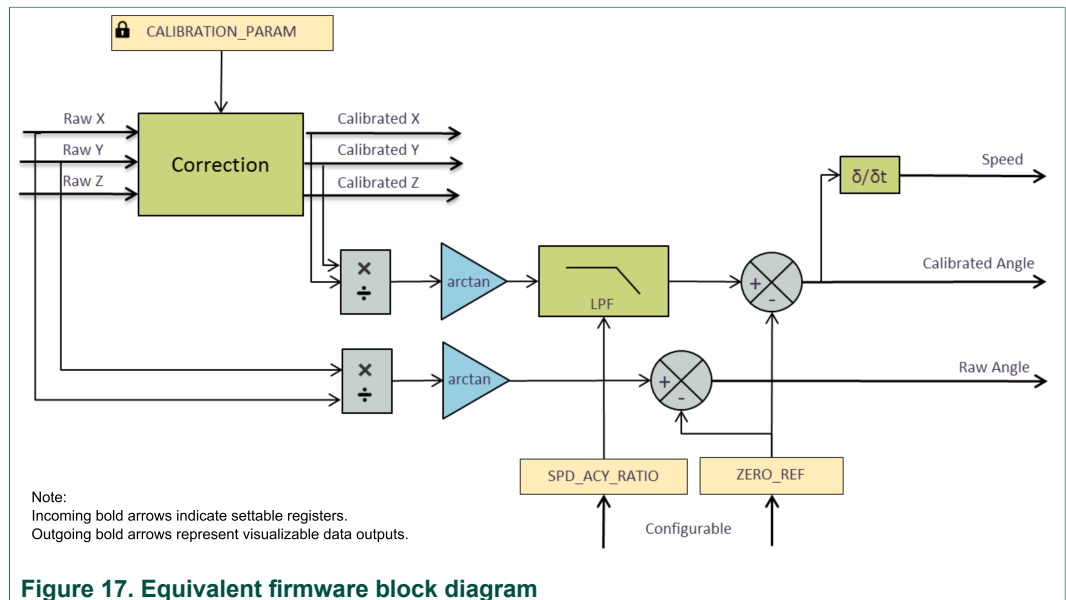 CALIBRATION_PARAM
Raw X
Calibrated X
Raw Y
Calibrated Y
Raw Z
Calibrated Z
Correction
Speed
δ/δt
×
÷
arctan
LPF
+
-
Calibrated Angle
×
÷
arctan
+
-
Raw Angle
SPD_ACY_RATIO
ZERO_REF
Configurable
Note:
Incoming bold arrows indicate settable registers.
Outgoing bold arrows represent visualizable data outputs.
Figure 17. Equivalent firmware block diagram